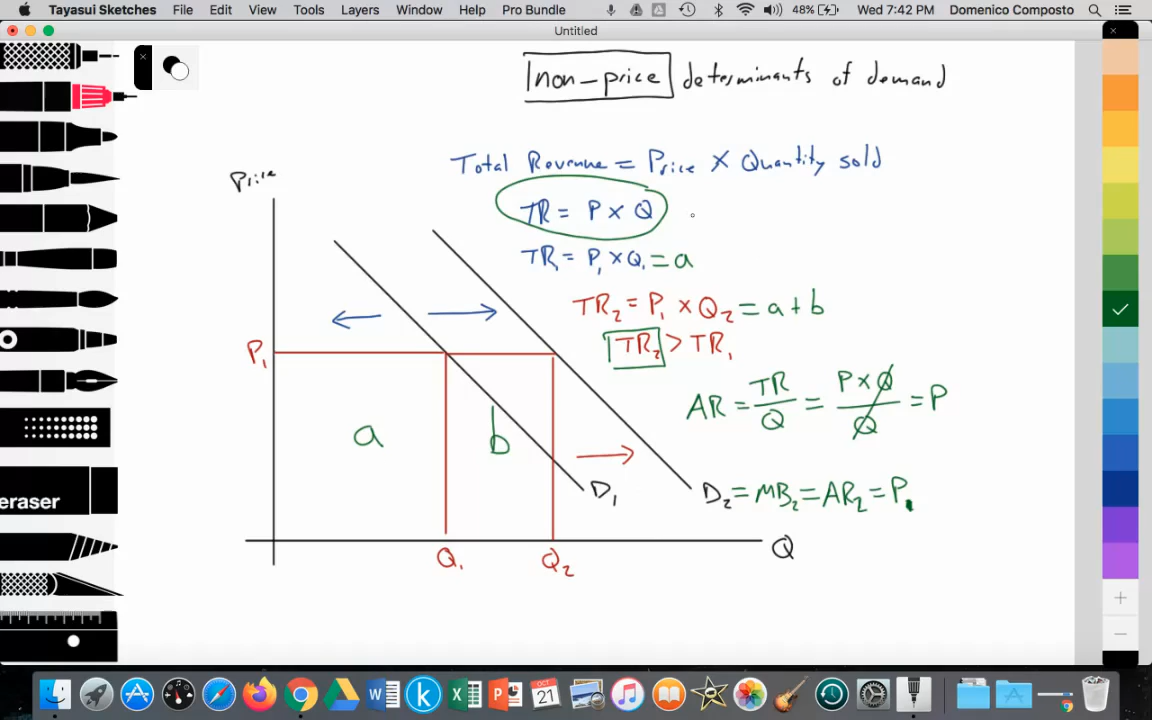 Tayasui Sketches File Edit View Tools Layers Window Help Pro Bundle 48% Wed 7:42 PM Domenico Composto
Untitled
non-price determinants of demand
Total Revenue = Price × Quantity sold
Price
TR = P × Q
TR₁ = P₁ × Q₁ = a
TR₂ = P₁ × Q₂ = a + b
TR₂ > TR₁
P₁
AR = TR/Q = P × Q/Q = P
a
b
D₁
D₂ = MB₂ = AR₂ = P₁
eraser
Q
Q₁
Q₂
OCT
21